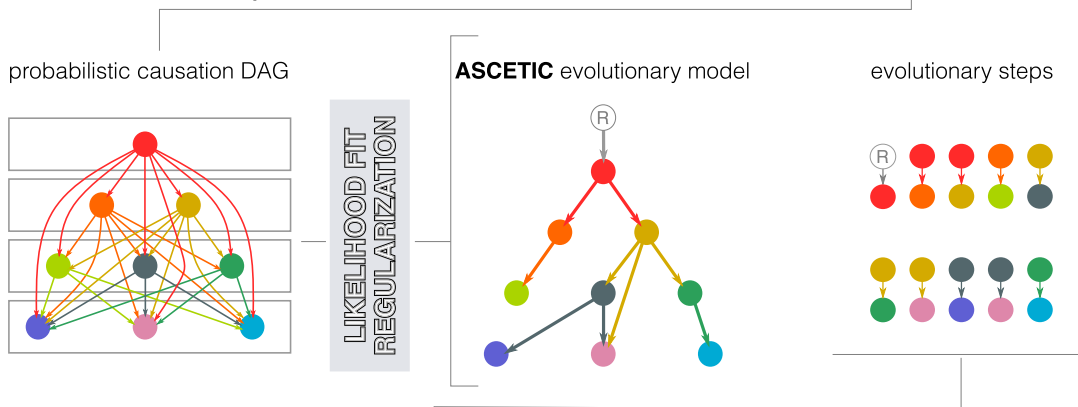 probabilistic causation DAG
LIKELIHOOD FIT
REGULARIZATION
ASCETIC evolutionary model
R
evolutionary steps
R